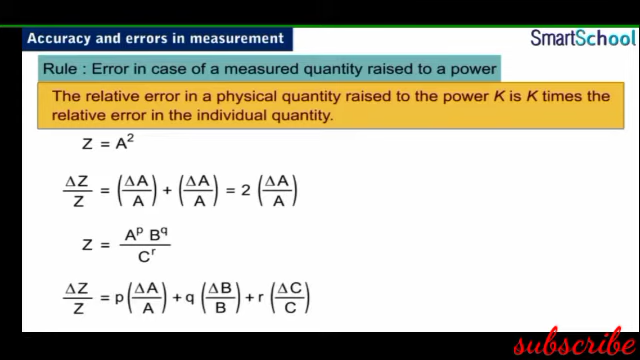 Accuracy and errors in measurement
SmartSchool
Rule : Error in case of a measured quantity raised to a power
The relative error in a physical quantity raised to the power K is K times the
relative error in the individual quantity.
Z = A²
ΔZ/Z = (ΔA/A) + (ΔA/A) = 2 (ΔA/A)
Z = A^p B^q / C^r
ΔZ/Z = p(ΔA/A) + q (ΔB/B) + r (ΔC/C)
subscribe